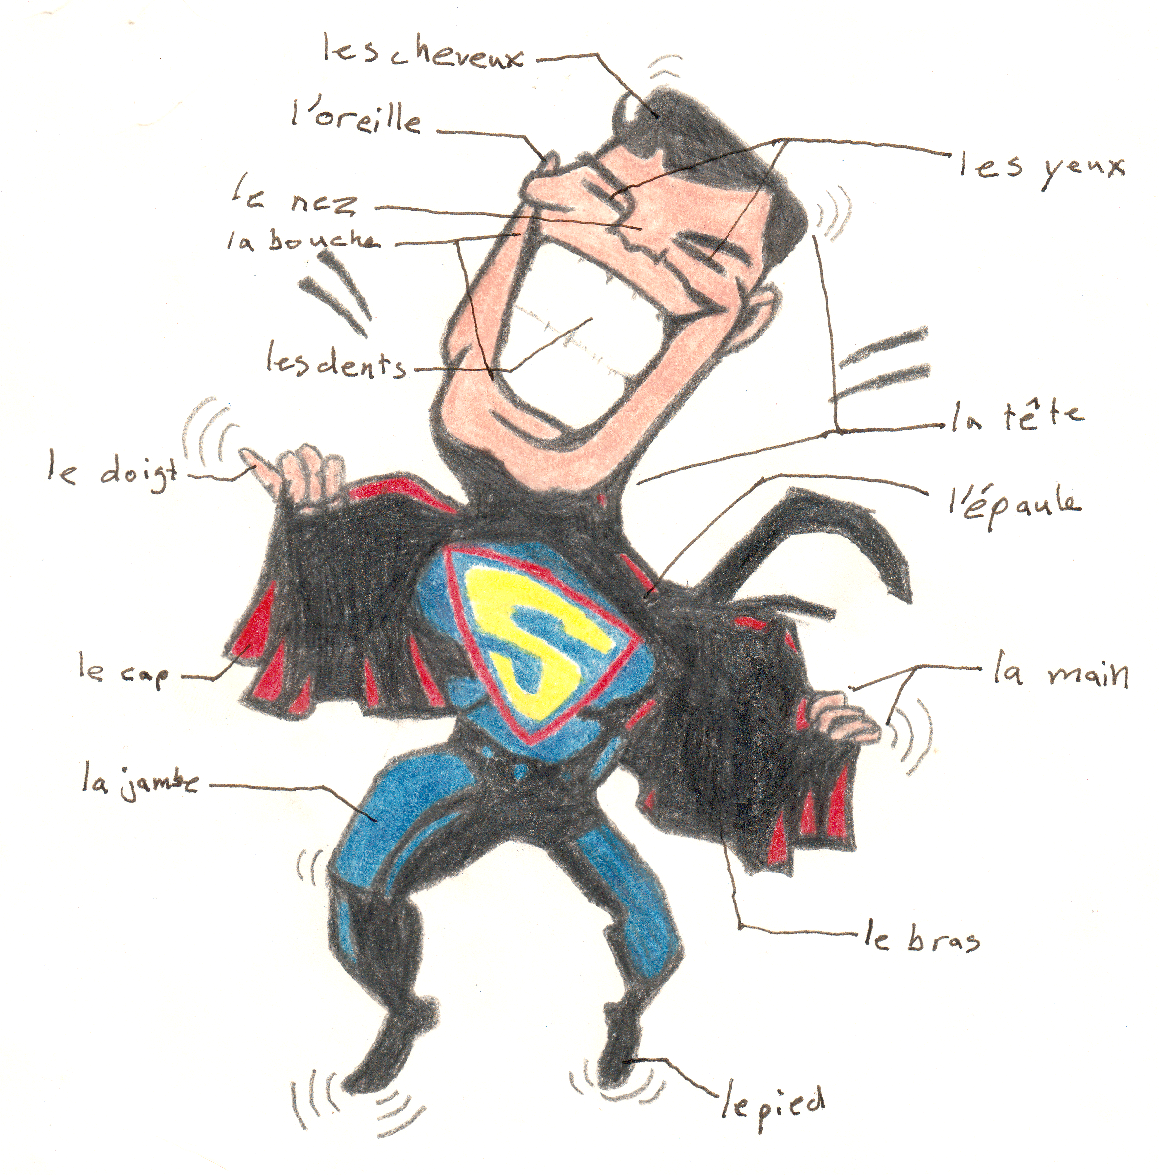 les cheveux
l'oreille
les yeux
le nez
la bouche
les dents
la tête
le doigt
l'épaule
S
le cap
la main
la jambe
le bras
le pied